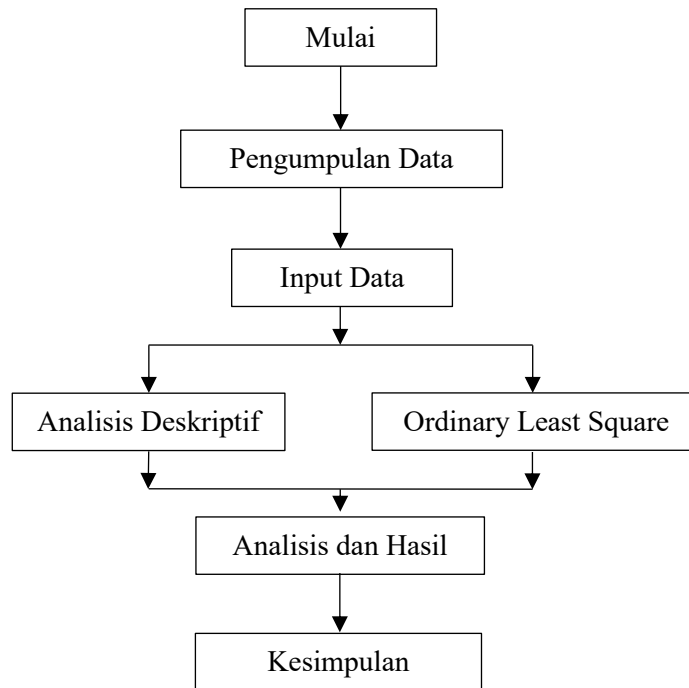 Mulai
Pengumpulan Data
Input Data
Analisis Deskriptif
Ordinary Least Square
Analisis dan Hasil
Kesimpulan